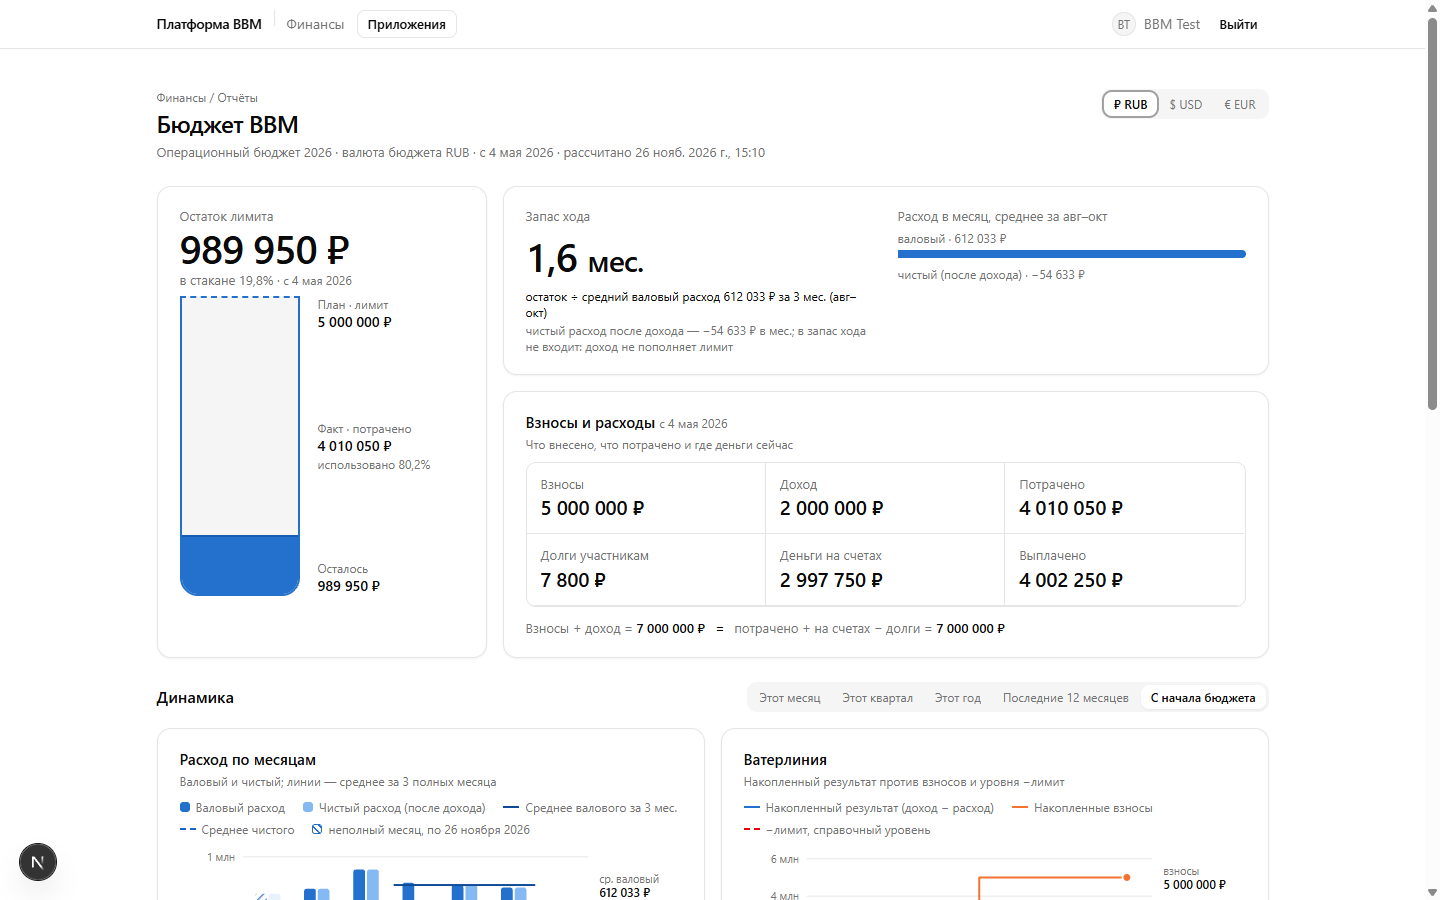 Платформа BBM
Финансы
Приложения
BT
BBM Test
Выйти
Финансы / Отчёты
Бюджет BBM
Операционный бюджет 2026 · валюта бюджета RUB · с 4 мая 2026 · рассчитано 26 нояб. 2026 г., 15:10
₽ RUB
$ USD
€ EUR
Остаток лимита
989 950 ₽
в стакане 19,8% · с 4 мая 2026
План · лимит
5 000 000 ₽
Факт · потрачено
4 010 050 ₽
использовано 80,2%
Осталось
989 950 ₽
Запас хода
1,6 мес.
остаток ÷ средний валовый расход 612 033 ₽ за 3 мес. (авг–
окт)
чистый расход после дохода — −54 633 ₽ в мес.; в запас хода
не входит: доход не пополняет лимит
Расход в месяц, среднее за авг–окт
валовый · 612 033 ₽
чистый (после дохода) · −54 633 ₽
Взносы и расходы с 4 мая 2026
Что внесено, что потрачено и где деньги сейчас
Взносы
5 000 000 ₽
Доход
2 000 000 ₽
Потрачено
4 010 050 ₽
Долги участникам
7 800 ₽
Деньги на счетах
2 997 750 ₽
Выплачено
4 002 250 ₽
Взносы + доход = 7 000 000 ₽ = потрачено + на счетах − долги = 7 000 000 ₽
Динамика
Этот месяц
Этот квартал
Этот год
Последние 12 месяцев
С начала бюджета
Расход по месяцам
Валовый и чистый; линии — среднее за 3 полных месяца
Валовый расход
Чистый расход (после дохода)
Среднее валового за 3 мес.
Среднее чистого
неполный месяц, по 26 ноября 2026
1 млн
ср. валовый
612 033 ₽
Ватерлиния
Накопленный результат против взносов и уровня −лимит
Накопленный результат (доход − расход)
Накопленные взносы
−лимит, справочный уровень
6 млн
4 млн
взносы
5 000 000 ₽
N